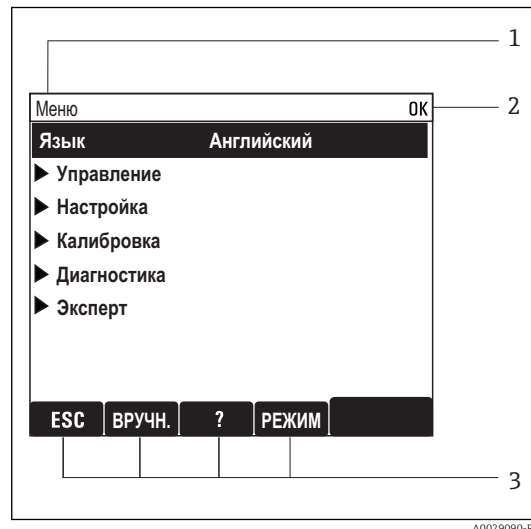 1
Меню OK
2
Язык Английский
▶ Управление
▶ Настройка
▶ Калибровка
▶ Диагностика
▶ Эксперт
ESC ВРУЧН. ? РЕЖИМ
3